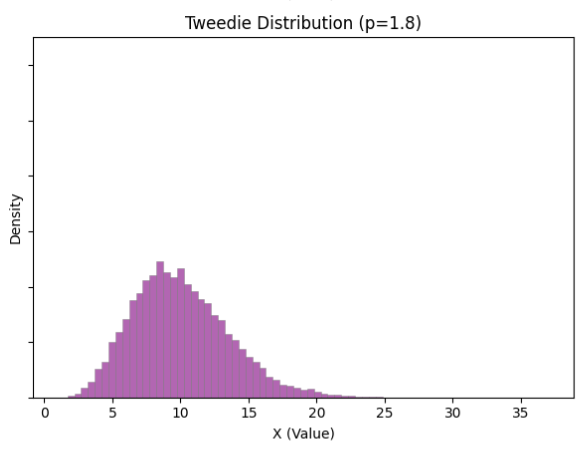 Tweedie Distribution (p=1.8)
Density
0 5 10 15 20 25 30 35
X (Value)